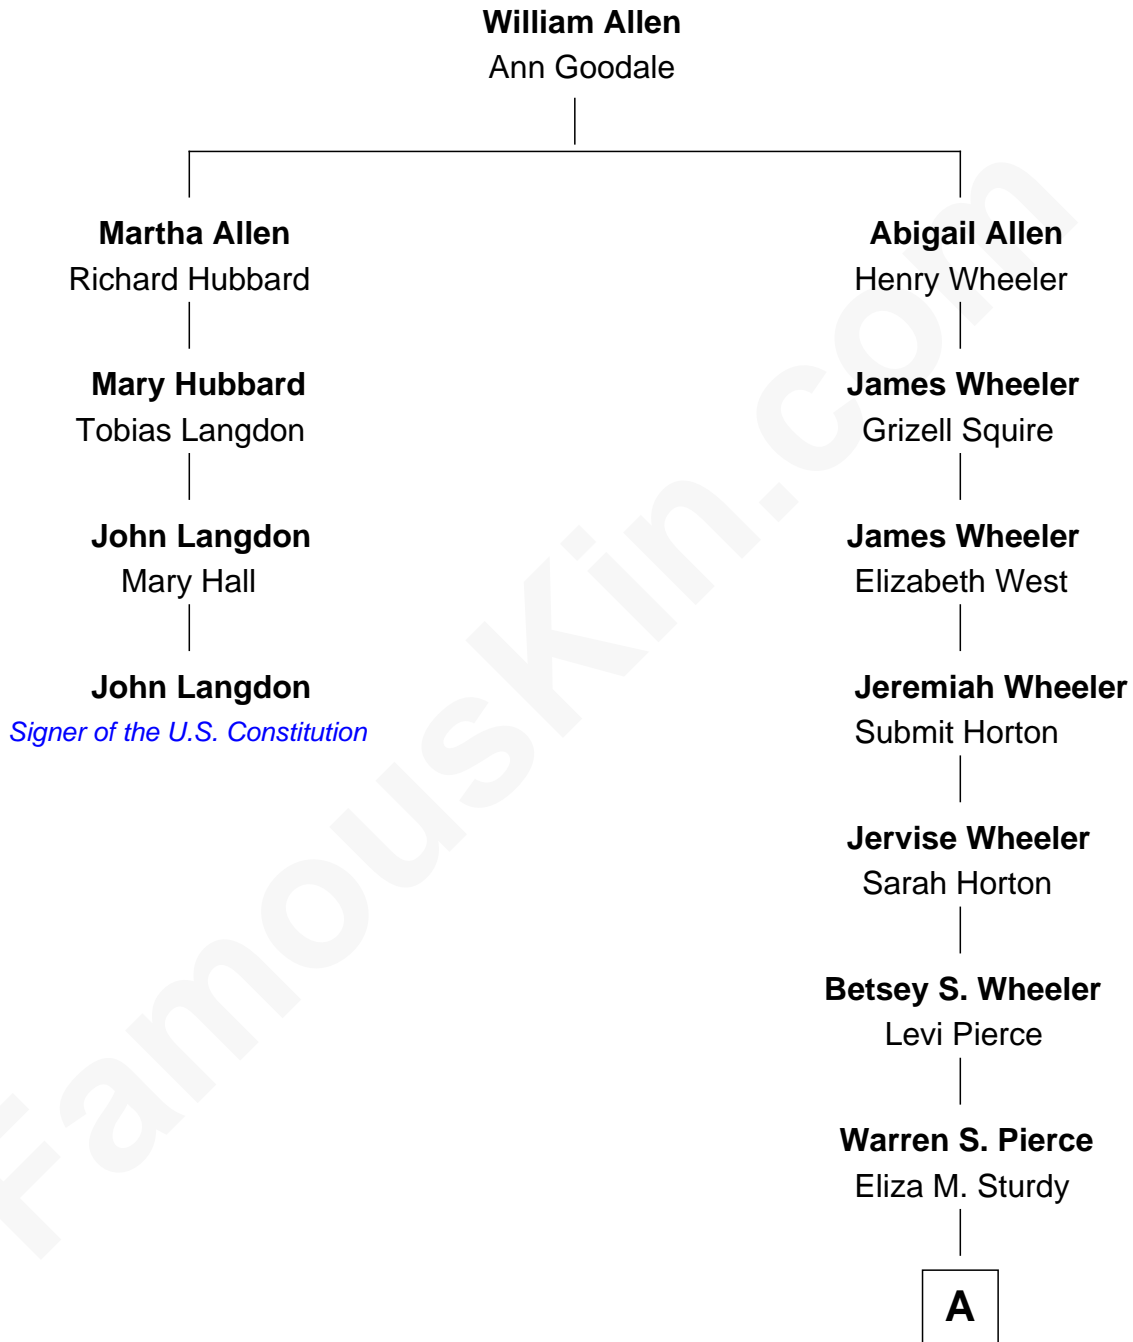 William Allen
Ann Goodale
Martha Allen
Richard Hubbard
Abigail Allen
Henry Wheeler
Mary Hubbard
Tobias Langdon
James Wheeler
Grizell Squire
John Langdon
Mary Hall
James Wheeler
Elizabeth West
John Langdon
Signer of the U.S. Constitution
Jeremiah Wheeler
Submit Horton
Jervise Wheeler
Sarah Horton
Betsey S. Wheeler
Levi Pierce
Warren S. Pierce
Eliza M. Sturdy
A
FamousKin.com